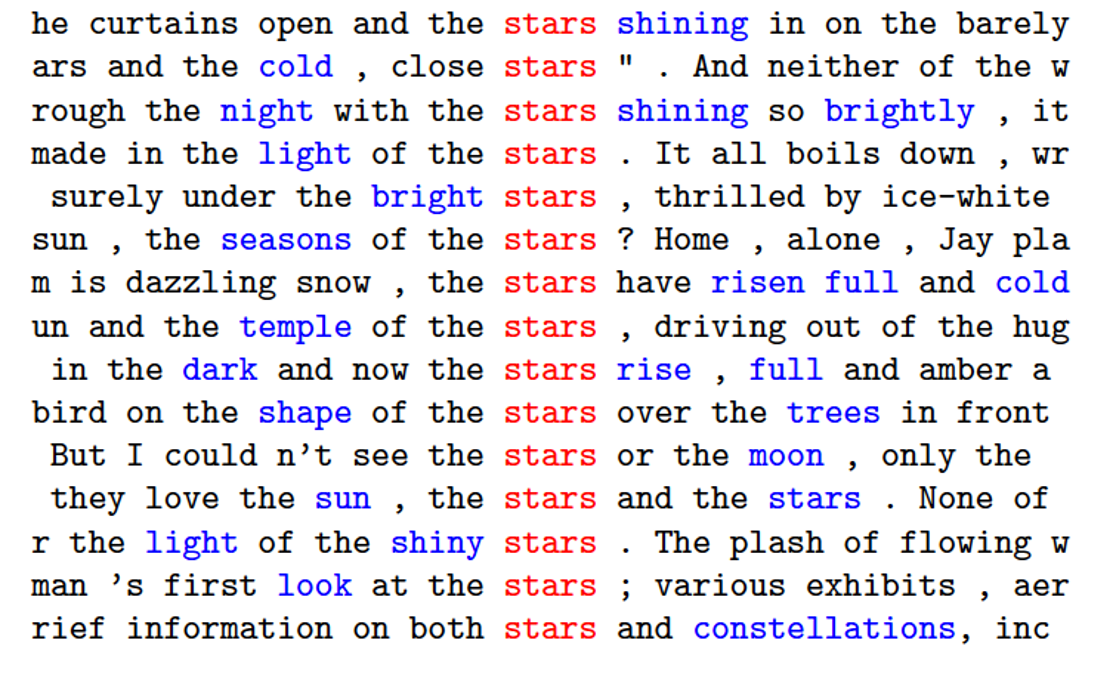 he curtains open and the stars shining in on the barely
ars and the cold , close stars " . And neither of the w
rough the night with the stars shining so brightly , it
made in the light of the stars . It all boils down , wr
surely under the bright stars , thrilled by ice-white
sun , the seasons of the stars ? Home , alone , Jay pla
m is dazzling snow , the stars have risen full and cold
un and the temple of the stars , driving out of the hug
in the dark and now the stars rise , full and amber a
bird on the shape of the stars over the trees in front
But I could n’t see the stars or the moon , only the
they love the sun , the stars and the stars . None of
r the light of the shiny stars . The plash of flowing w
man ’s first look at the stars ; various exhibits , aer
rief information on both stars and constellations, inc